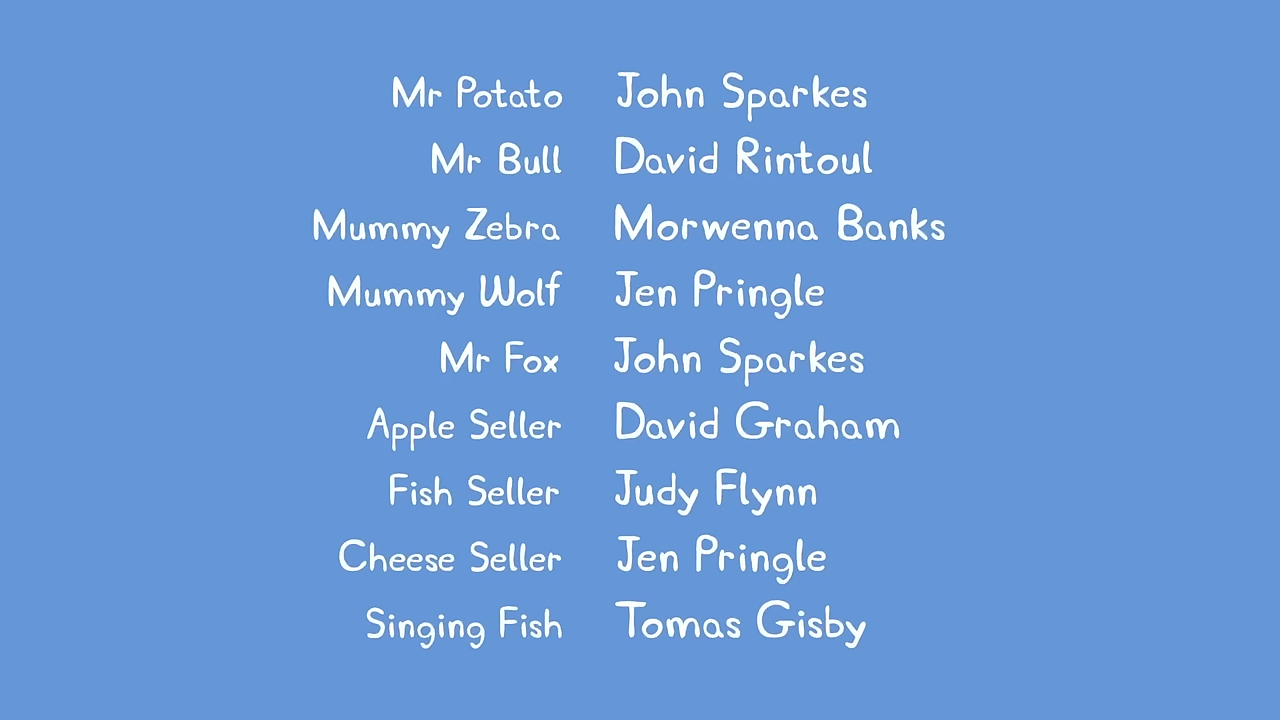 Mr Potato John Sparkes
Mr Bull David Rintoul
Mummy Zebra Morwenna Banks
Mummy Wolf Jen Pringle
Mr Fox John Sparkes
Apple Seller David Graham
Fish Seller Judy Flynn
Cheese Seller Jen Pringle
Singing Fish Tomas Gisby